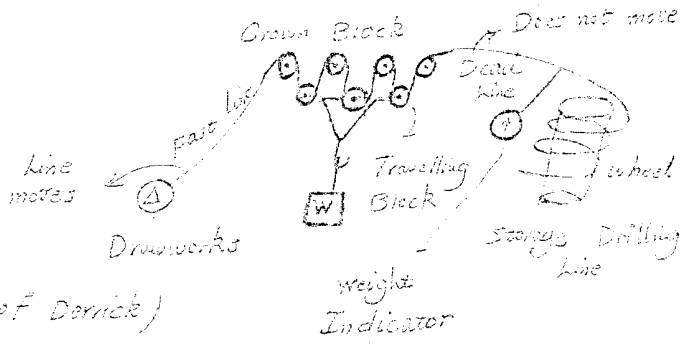 Crown Block
Does not move
Dead
Line
Fast Line
Line
moves
Travelling
Block
W
wheel
Drawworks
Storage Drilling
Line
weight
Indicator
of Derrick)